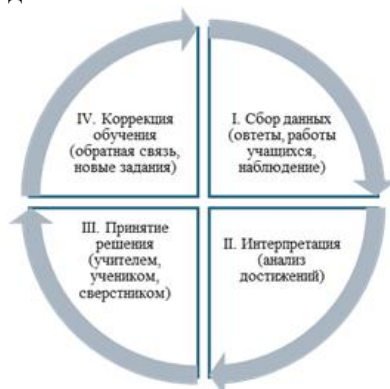 I. Сбор данных
(овтеты, работы
учащихся,
наблюдение)
II. Интерпретация
(анализ
достижений)
III. Принятие
решения
(учителем,
учеником,
сверстником)
IV. Коррекция
обучения
(обратная связь,
новые задания)